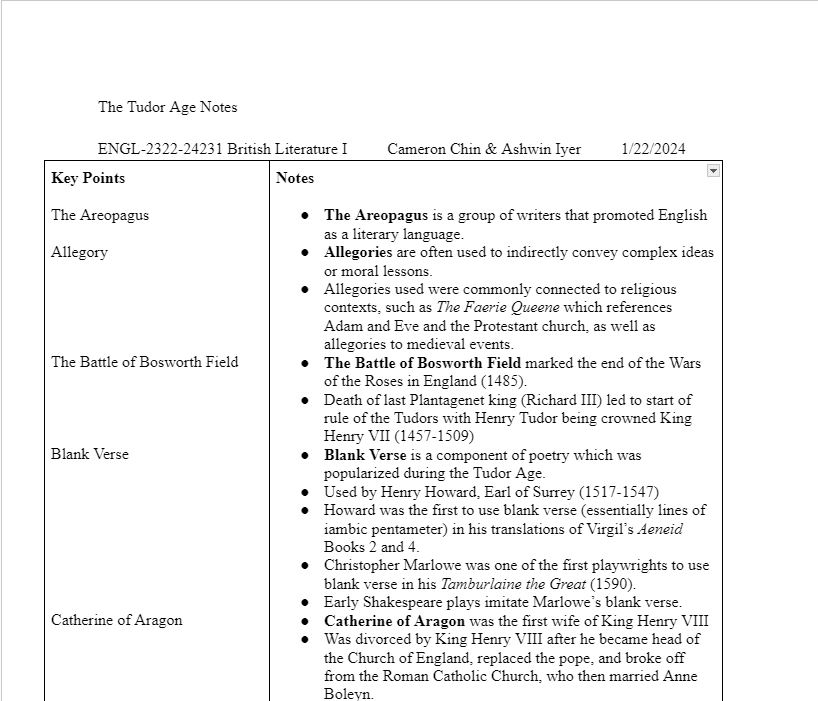 The Tudor Age Notes
ENGL-2322-24231 British Literature I Cameron Chin & Ashwin Iyer 1/22/2024
Key Points
Notes
The Areopagus
● The Areopagus is a group of writers that promoted English
as a literary language.
Allegory
● Allegories are often used to indirectly convey complex ideas
or moral lessons.
● Allegories used were commonly connected to religious
contexts, such as The Faerie Queene which references
Adam and Eve and the Protestant church, as well as
allegories to medieval events.
The Battle of Bosworth Field
● The Battle of Bosworth Field marked the end of the Wars
of the Roses in England (1485).
● Death of last Plantagenet king (Richard III) led to start of
rule of the Tudors with Henry Tudor being crowned King
Henry VII (1457-1509)
Blank Verse
● Blank Verse is a component of poetry which was
popularized during the Tudor Age.
● Used by Henry Howard, Earl of Surrey (1517-1547)
● Howard was the first to use blank verse (essentially lines of
iambic pentameter) in his translations of Virgil's Aeneid
Books 2 and 4.
● Christopher Marlowe was one of the first playwrights to use
blank verse in his Tamburlaine the Great (1590).
● Early Shakespeare plays imitate Marlowe's blank verse.
Catherine of Aragon
● Catherine of Aragon was the first wife of King Henry VIII
● Was divorced by King Henry VIII after he became head of
the Church of England, replaced the pope, and broke off
from the Roman Catholic Church, who then married Anne
Boleyn.